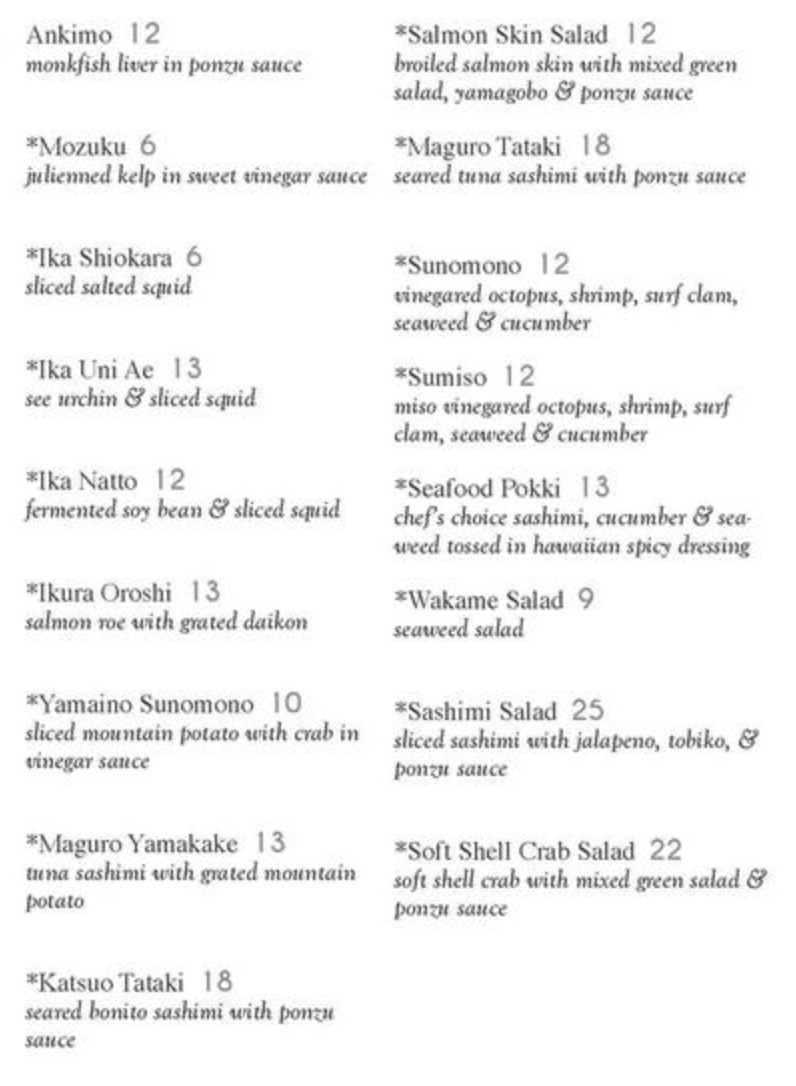 Ankimo 12
monkfish liver in ponzu sauce
*Mozuku 6
julienned kelp in sweet vinegar sauce
*Ika Shiokara 6
sliced salted squid
*Ika Uni Ae 13
see urchin & sliced squid
*Ika Natto 12
fermented soy bean & sliced squid
*Ikura Oroshi 13
salmon roe with grated daikon
*Yamaino Sunomono 10
sliced mountain potato with crab in
vinegar sauce
*Maguro Yamakake 13
tuna sashimi with grated mountain
potato
*Katsuo Tataki 18
seared bonito sashimi with ponzu
sauce
*Salmon Skin Salad 12
broiled salmon skin with mixed green
salad, yamagobo & ponzu sauce
*Maguro Tataki 18
seared tuna sashimi with ponzu sauce
*Sunomono 12
vinegared octopus, shrimp, surf clam,
seaweed & cucumber
*Sumiso 12
miso vinegared octopus, shrimp, surf
clam, seaweed & cucumber
*Seafood Pokki 13
chef's choice sashimi, cucumber & sea-
weed tossed in hawaiian spicy dressing
*Wakame Salad 9
seaweed salad
*Sashimi Salad 25
sliced sashimi with jalapeno, tobiko, &
ponzu sauce
*Soft Shell Crab Salad 22
soft shell crab with mixed green salad &
ponzu sauce